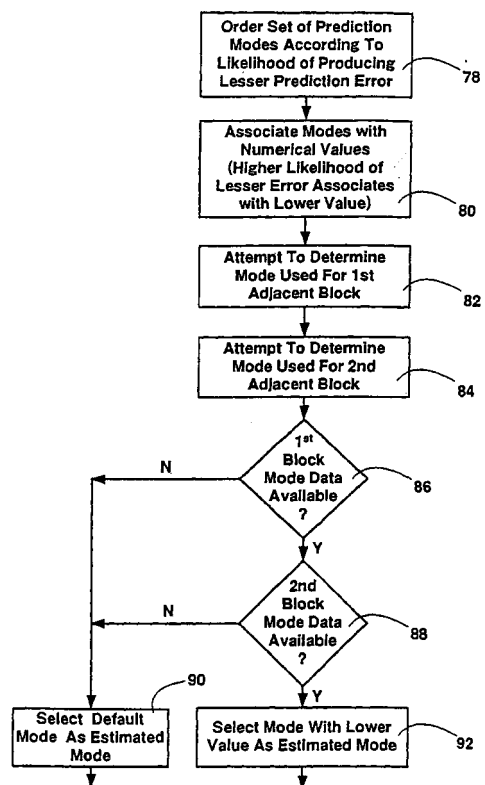 Order Set of Prediction
Modes According To
Likelihood of Producing
Lesser Prediction Error
78
Associate Modes with
Numerical Values
(Higher Likelihood of
Lesser Error Associates
with Lower Value)
80
Attempt To Determine
Mode Used For 1st
Adjacent Block
82
Attempt To Determine
Mode Used For 2nd
Adjacent Block
84
1st
Block
Mode Data
Available
?
86
N
Y
2nd
Block
Mode Data
Available
?
88
N
Y
90
Select Default
Mode As Estimated
Mode
Select Mode With Lower
Value As Estimated Mode
92